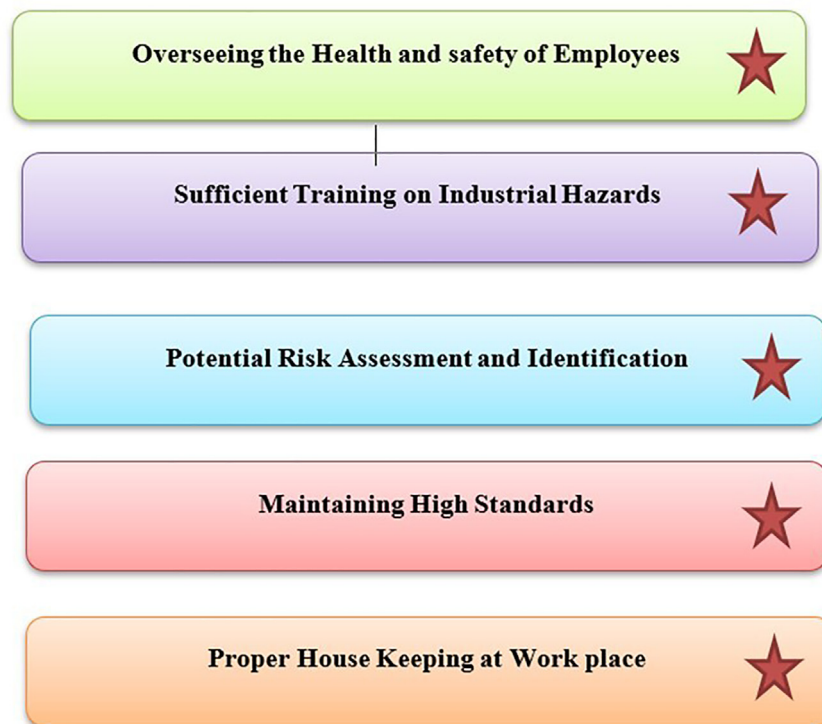 Overseeing the Health and safety of Employees
Sufficient Training on Industrial Hazards
Potential Risk Assessment and Identification
Maintaining High Standards
Proper House Keeping at Work place